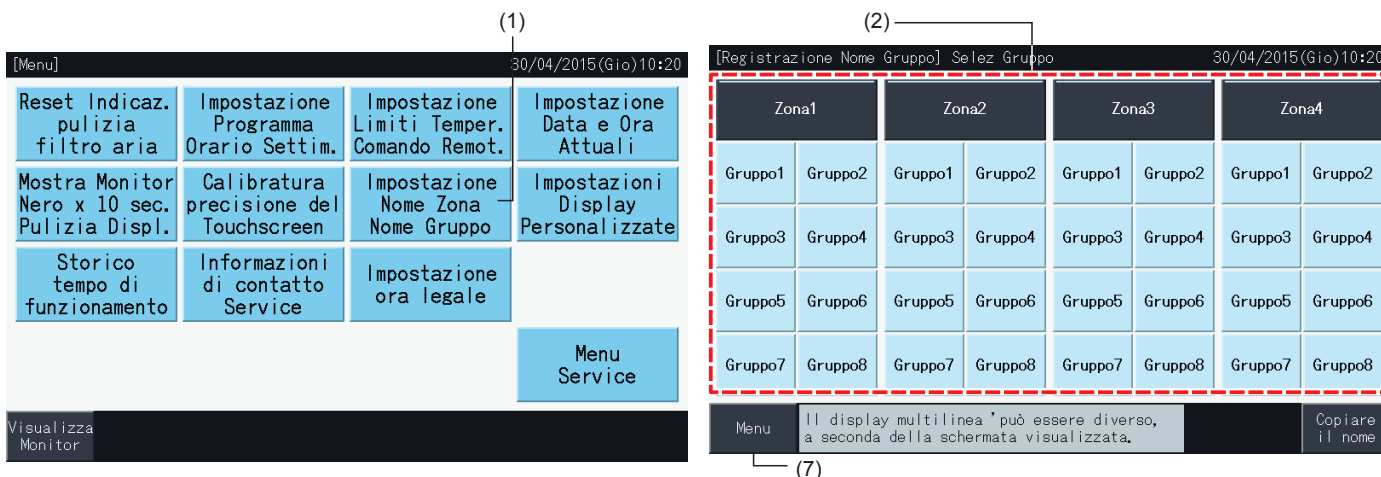 (1)
[Menu] 30/04/2015(Gio)10:20
Reset Indicaz.
pulizia
filtro aria
Impostazione
Programma
Orario Settim.
Impostazione
Limiti Temper.
Comando Remot.
Impostazione
Data e Ora
Attuali
Mostra Monitor
Nero x 10 sec.
Pulizia Displ.
Calibratura
precisione del
Touchscreen
Impostazione
Nome Zona
Nome Gruppo
Impostazioni
Display
Personalizzate
Storico
tempo di
funzionamento
Informazioni
di contatto
Service
Impostazione
ora legale
Menu
Service
Visualizza
Monitor
(2)
[Registrazione Nome Gruppo] Selez Gruppo 30/04/2015(Gio)10:20
Zona1 Zona2 Zona3 Zona4
Gruppo1 Gruppo2 Gruppo1 Gruppo2 Gruppo1 Gruppo2 Gruppo1 Gruppo2
Gruppo3 Gruppo4 Gruppo3 Gruppo4 Gruppo3 Gruppo4 Gruppo3 Gruppo4
Gruppo5 Gruppo6 Gruppo5 Gruppo6 Gruppo5 Gruppo6 Gruppo5 Gruppo6
Gruppo7 Gruppo8 Gruppo7 Gruppo8 Gruppo7 Gruppo8 Gruppo7 Gruppo8
Menu
Il display multilinea 'può essere diverso,
a seconda della schermata visualizzata.
Copiare
il nome
(7)